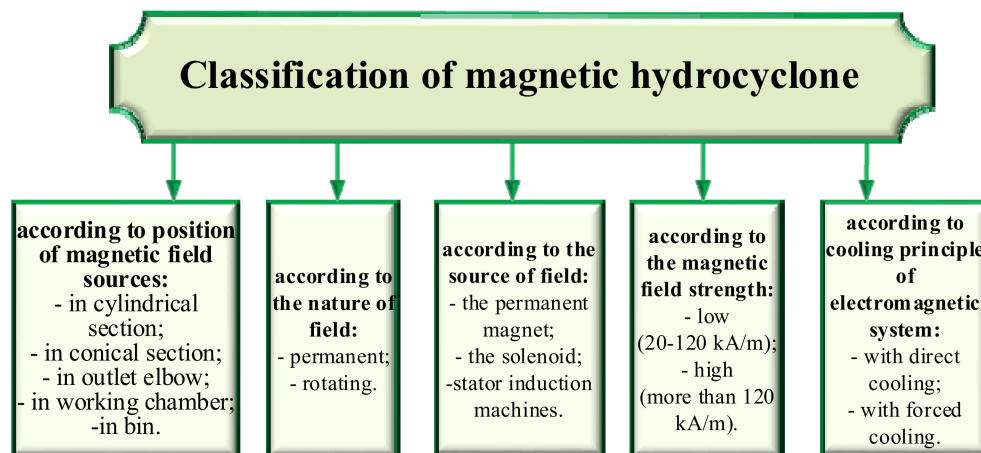 Classification of magnetic hydrocyclone
according to position
of magnetic field
sources:
- in cylindrical
section;
- in conical section;
- in outlet elbow;
- in working chamber;
-in bin.
according to
the nature of
field:
- permanent;
- rotating.
according to the
source of field:
- the permanent
magnet;
- the solenoid;
-stator induction
machines.
according to
the magnetic
field strength:
- low
(20-120 kA/m);
- high
(more than 120
kA/m).
according to
cooling principle
of
electromagnetic
system:
- with direct
cooling;
- with forced
cooling.